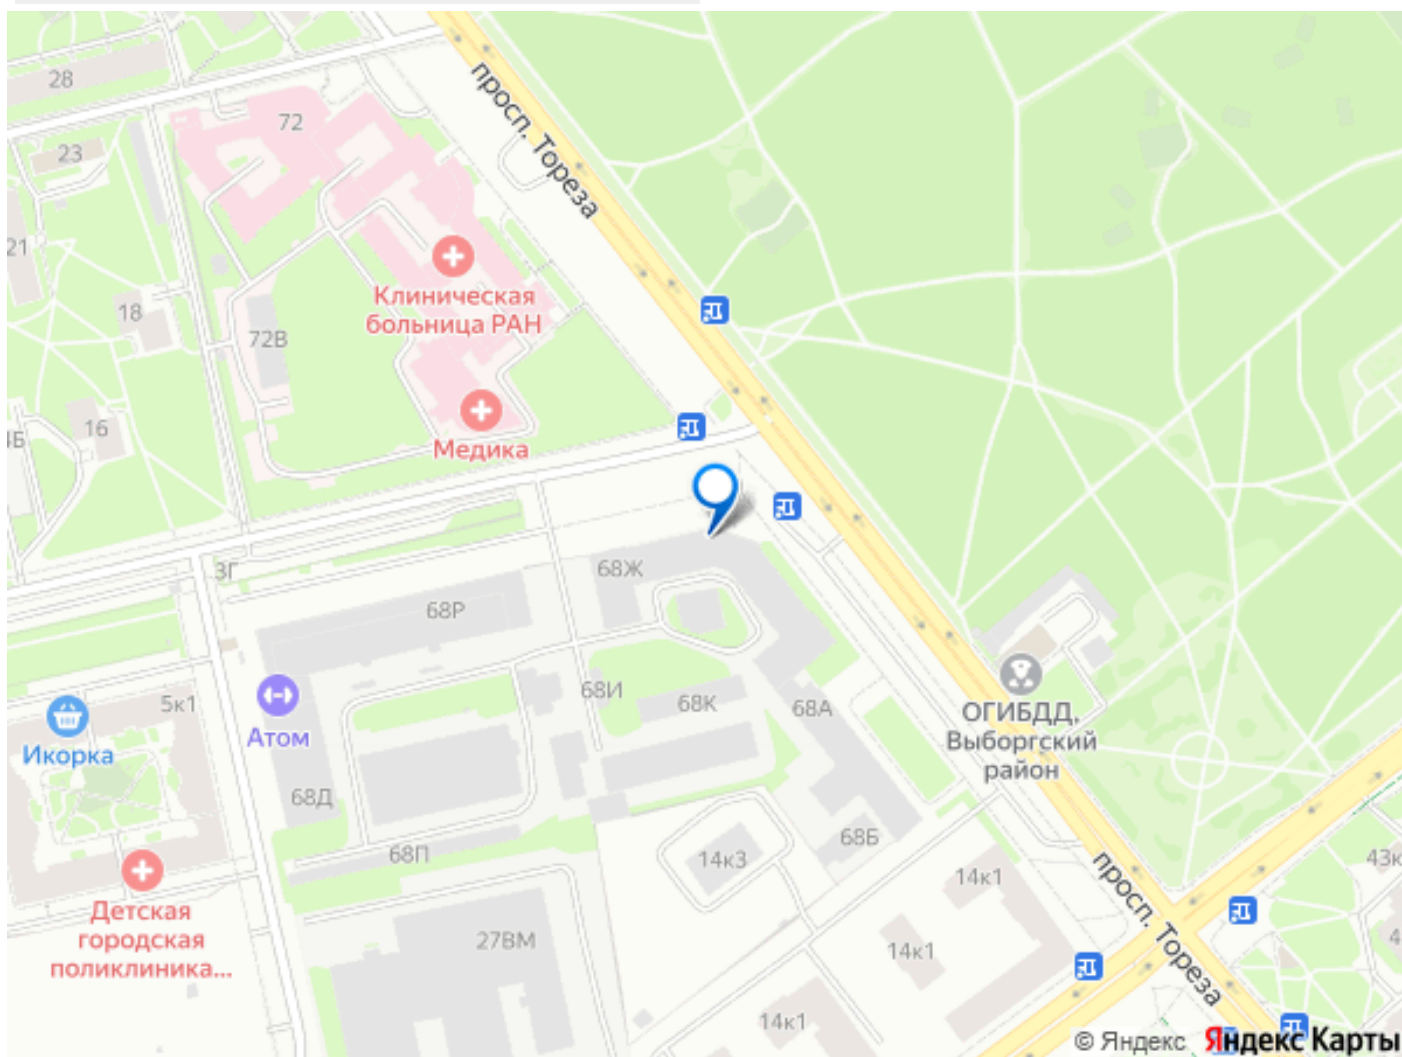 просп. Тореза
28
72
23
21
18
Клиническая
больница РАН
72В
16
4Б
Медика
3Г
68Ж
68Р
5к1
Атом
Икорка
68И
68К
68А
ОГИБДД,
Выборгский
район
68Д
68П
68Б
14к3
14к1
43к
просп. Тореза
Детская
городская
поликлиника...
27ВМ
14к1
4
14к1
© Яндекс Яндекс Карты